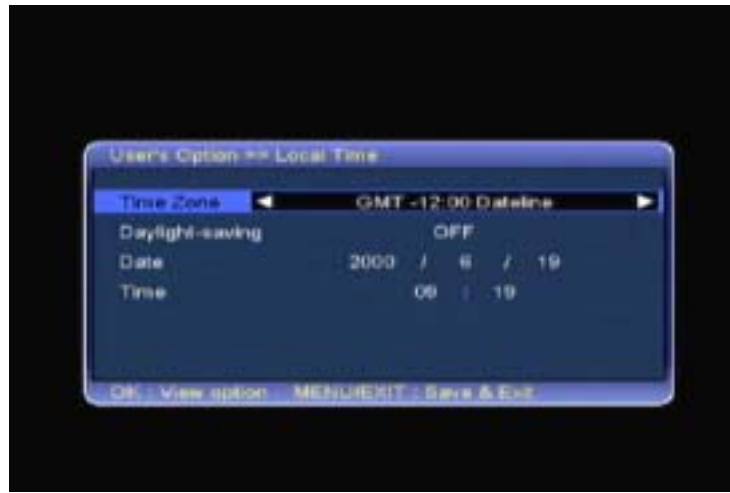 User's Option >> Local Time
Time Zone GMT -12:00 Dateline
Daylight-saving OFF
Date 2000 / 6 / 19
Time 09 : 19
OK : View option MENU/EXIT : Save & Exit